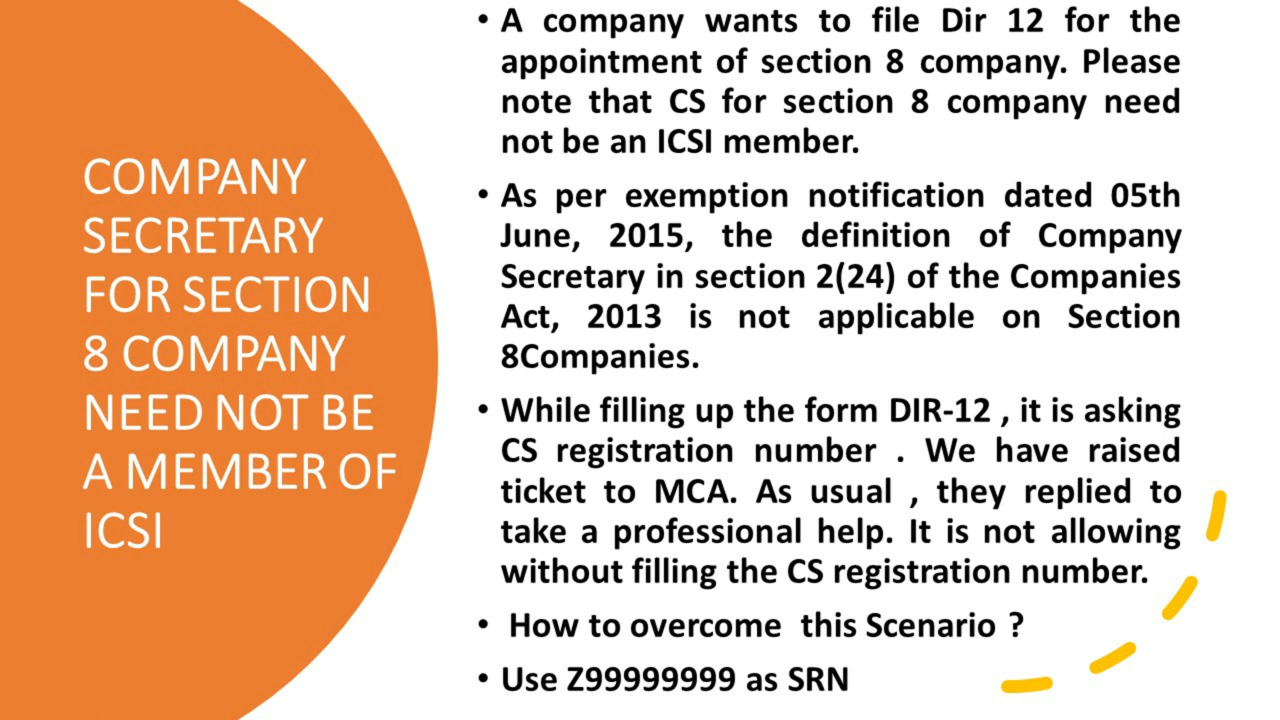 COMPANY
SECRETARY
FOR SECTION
8 COMPANY
NEED NOT BE
A MEMBER OF
ICSI
• A company wants to file Dir 12 for the
appointment of section 8 company. Please
note that CS for section 8 company need
not be an ICSI member.
• As per exemption notification dated 05th
June, 2015, the definition of Company
Secretary in section 2(24) of the Companies
Act, 2013 is not applicable on Section
8Companies.
• While filling up the form DIR-12 , it is asking
CS registration number . We have raised
ticket to MCA. As usual , they replied to
take a professional help. It is not allowing
without filling the CS registration number.
• How to overcome this Scenario ?
• Use Z99999999 as SRN